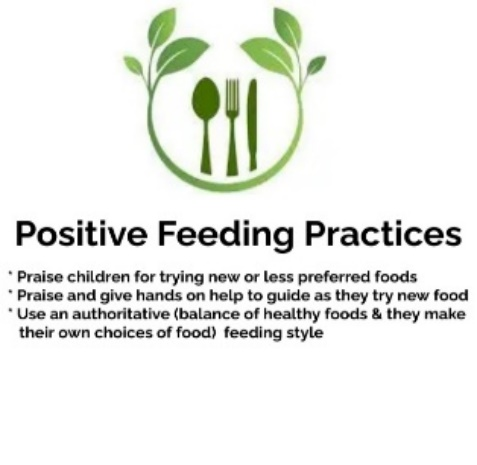 Positive Feeding Practices
* Praise children for trying new or less preferred foods
* Praise and give hands on help to guide as they try new food
* Use an authoritative (balance of healthy foods & they make
their own choices of food) feeding style